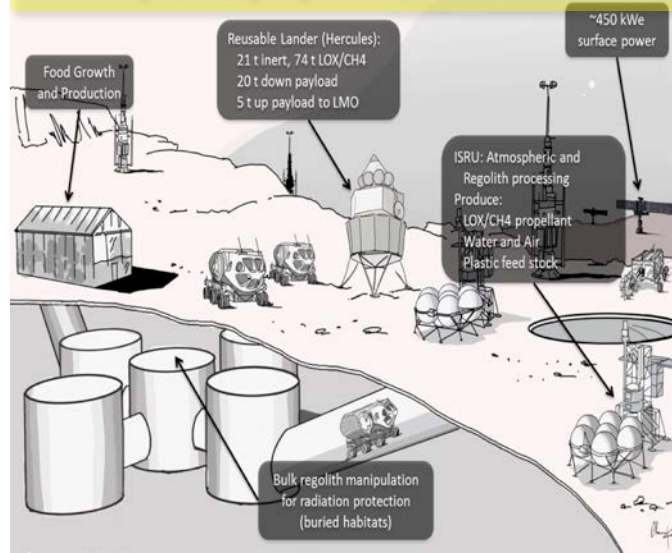 ~450 kWe
surface power
Reusable Lander (Hercules):
21 t inert, 74 t LOX/CH4
20 t down payload
5 t up payload to LMO
Food Growth
and Production
ISRU: Atmospheric and
Regolith processing
Produce:
LOX/CH4 propellant
Water and Air
Plastic feed stock
Bulk regolith manipulation
for radiation protection
(buried habitats)